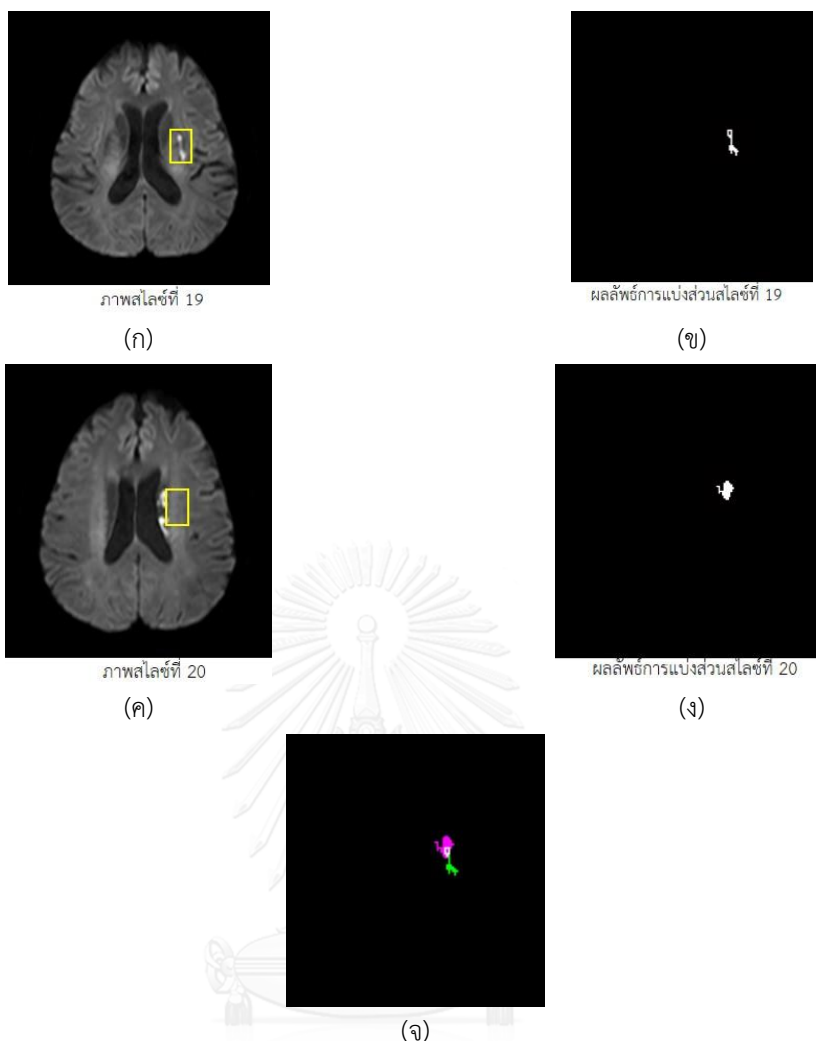 ภาพสไลซ์ที่ 19
ผลลัพธ์การแบ่งส่วนสไลซ์ที่ 19
(ก)
(ข)
ภาพสไลซ์ที่ 20
ผลลัพธ์การแบ่งส่วนสไลซ์ที่ 20
(ค)
(ง)
(จ)